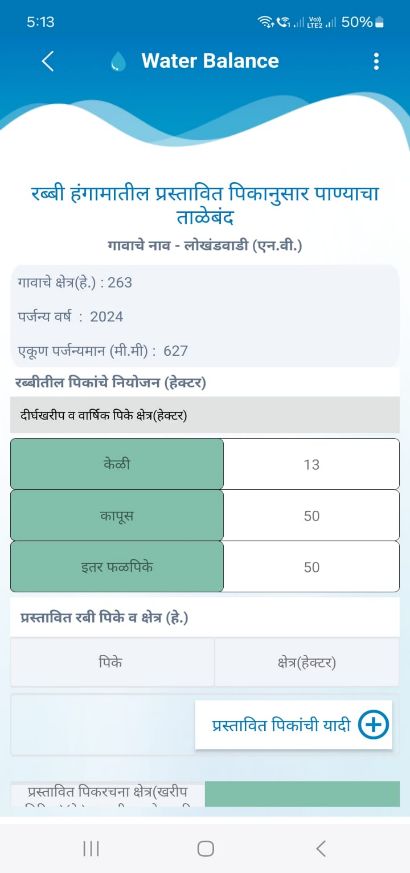 5:13
Vo)) LTE2 50%
Water Balance
रब्बी हंगामातील प्रस्तावित पिकानुसार पाण्याचा
ताळेबंद
गावाचे नाव - लोखंडवाडी (एन.वी.)
गावाचे क्षेत्र(हे.) : 263
पर्जन्य वर्ष : 2024
एकूण पर्जन्यमान (मी.मी) : 627
रब्बीतील पिकांचे नियोजन (हेक्टर)
दीर्घखरीप व वार्षिक पिके क्षेत्र(हेक्टर)
केळी 13
कापूस 50
इतर फळपिके 50
प्रस्तावित रबी पिके व क्षेत्र (हे.)
पिके क्षेत्र(हेक्टर)
प्रस्तावित पिकांची यादी
प्रस्तावित पिकरचना क्षेत्र(खरीप